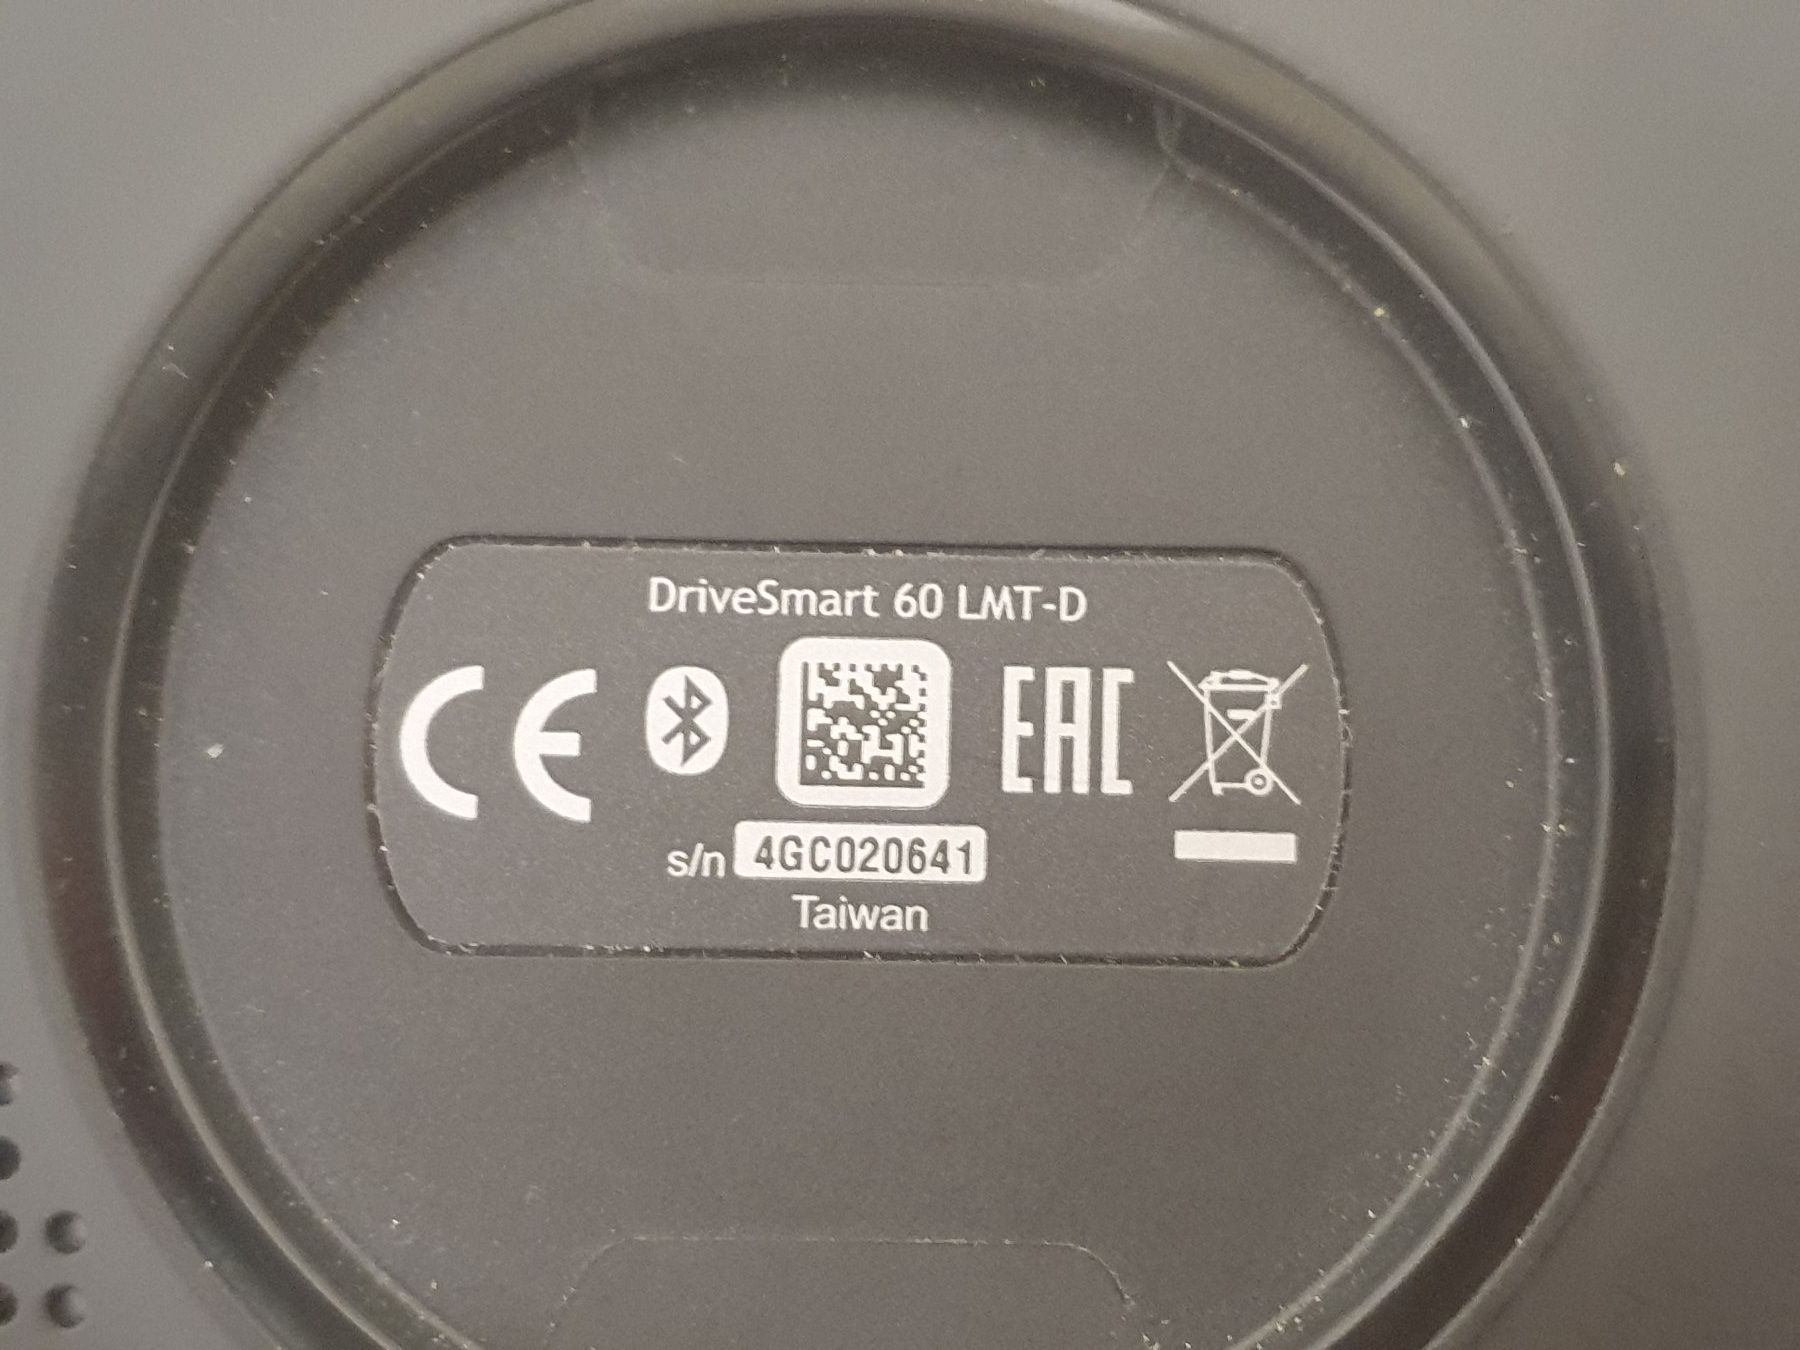 DriveSmart 60 LMT-D
CE EAC
s/n 4GC020641
Taiwan